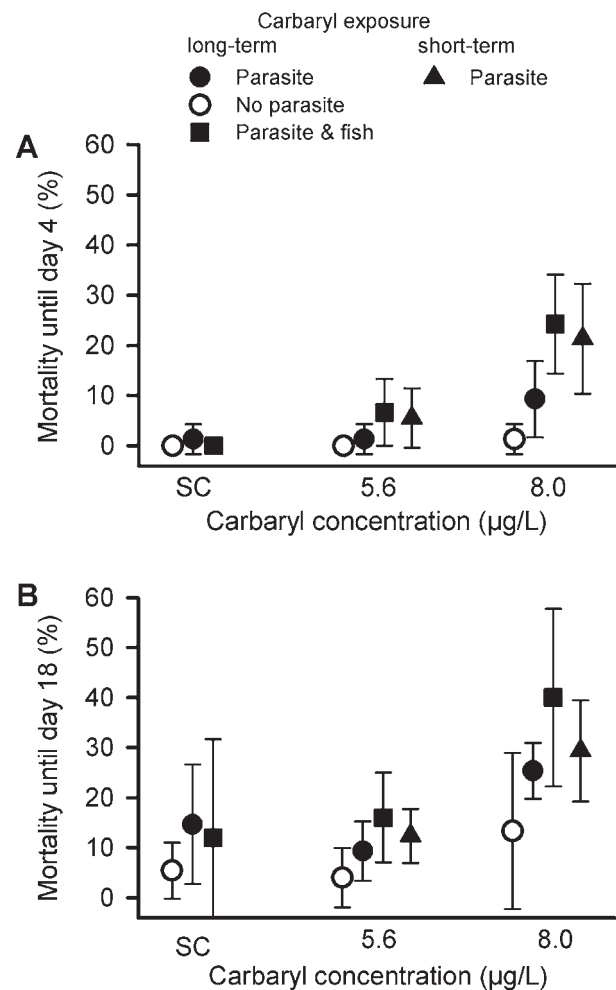 Carbaryl exposure
long-term short-term
Parasite Parasite
No parasite
Parasite & fish
A
Mortality until day 4 (%)
60
50
40
30
20
10
0
SC 5.6 8.0
Carbaryl concentration (µg/L)
B
Mortality until day 18 (%)
60
50
40
30
20
10
0
SC 5.6 8.0
Carbaryl concentration (µg/L)